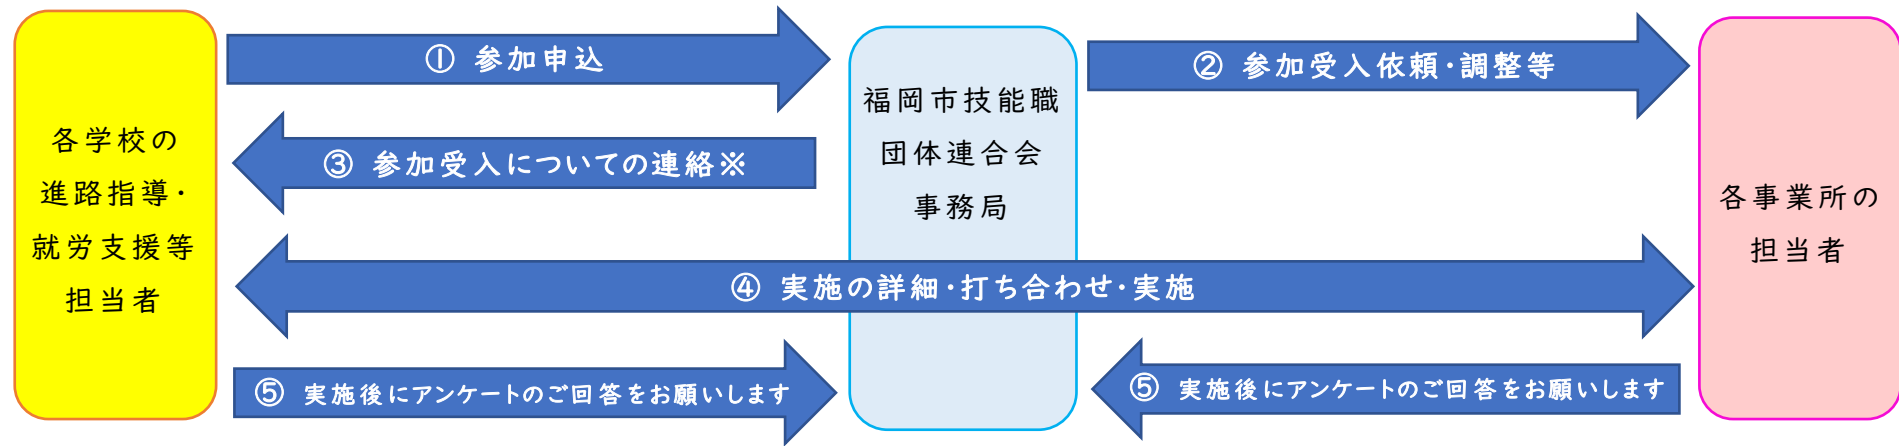 各学校の
進路指導・
就労支援等
担当者
① 参加申込
福岡市技能職
団体連合会
事務局
② 参加受入依頼・調整等
各事業所の
担当者
③ 参加受入についての連絡※
④ 実施の詳細・打ち合わせ・実施
⑤ 実施後にアンケートのご回答をお願いします
⑤ 実施後にアンケートのご回答をお願いします